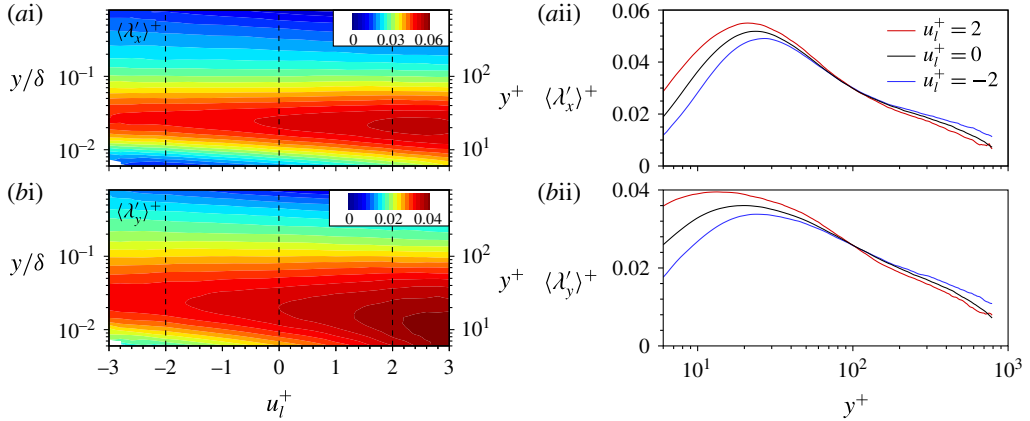 (ai)
⟨λ′x⟩+
0 0.03 0.06
y/δ
10−1
10−2
102
101
y+
(aii)
0.06
0.04
0.02
0
⟨λ′x⟩+
u+l = 2
u+l = 0
u+l = −2
(bi)
⟨λ′y⟩+
0 0.02 0.04
y/δ
10−1
10−2
102
101
y+
−3 −2 −1 0 1 2 3
u+l
(bii)
0.04
0.02
0
⟨λ′y⟩+
101 102 103
y+